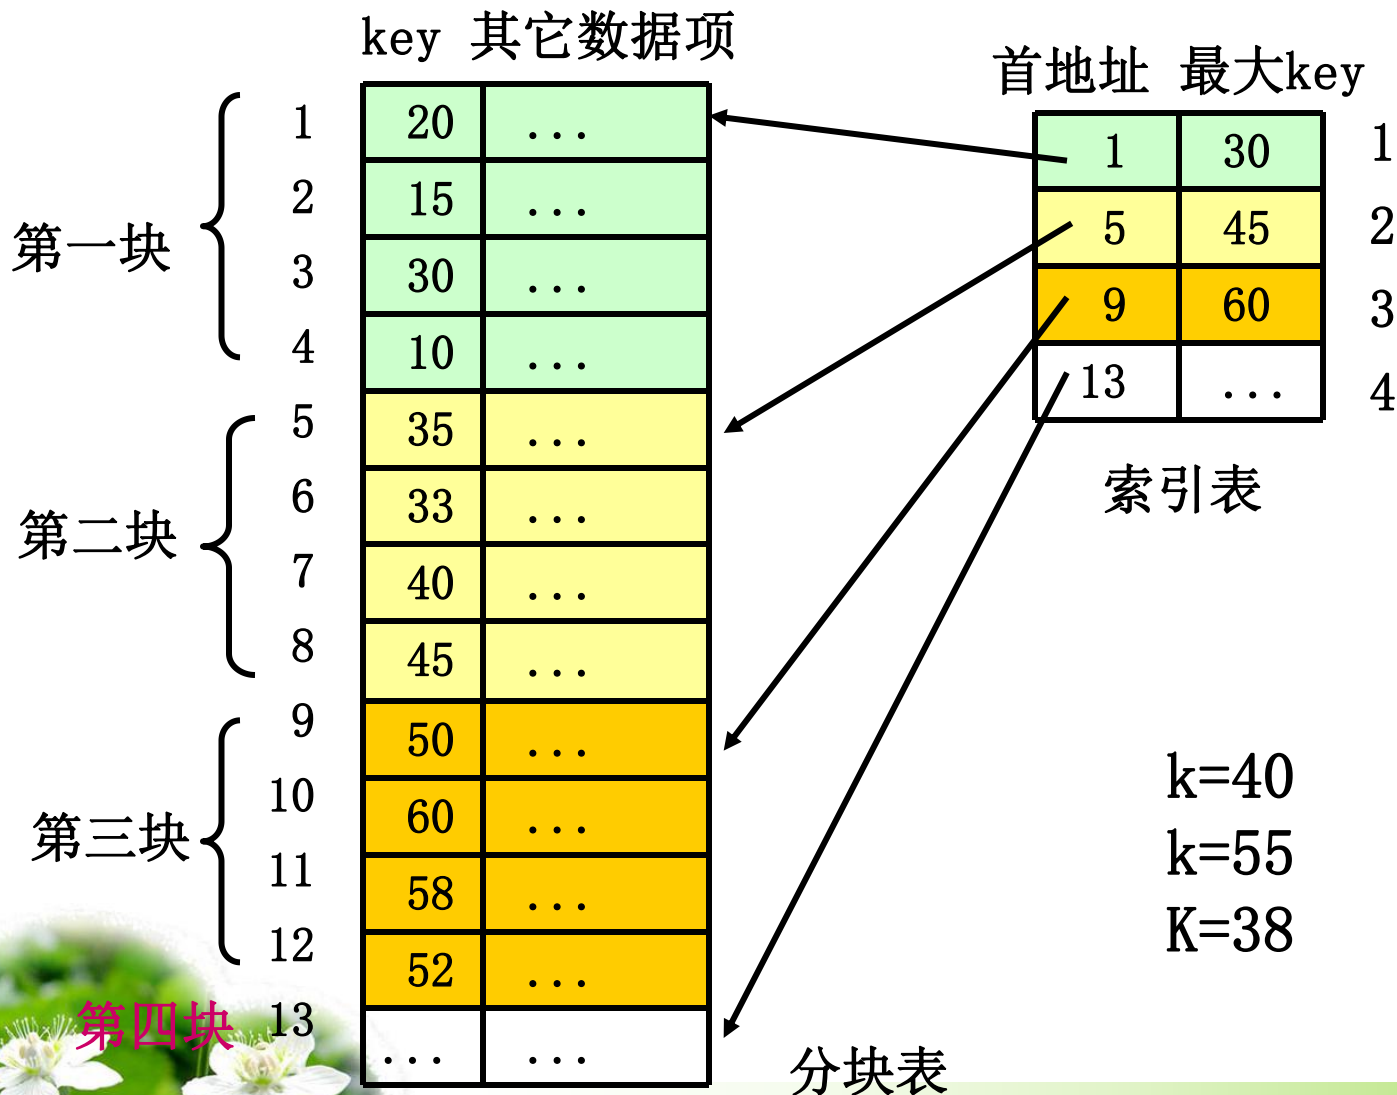 key 其它数据项
首地址 最大key
1 20 ... 
2 15 ...
3 30 ...
4 10 ...
第一块
5 35 ...
6 33 ...
7 40 ...
8 45 ...
第二块
9 50 ...
10 60 ...
11 58 ...
12 52 ...
第三块
第四块 13 ... ...
分块表
1 30 1
5 45 2
9 60 3
13 ... 4
索引表
k=40
k=55
K=38